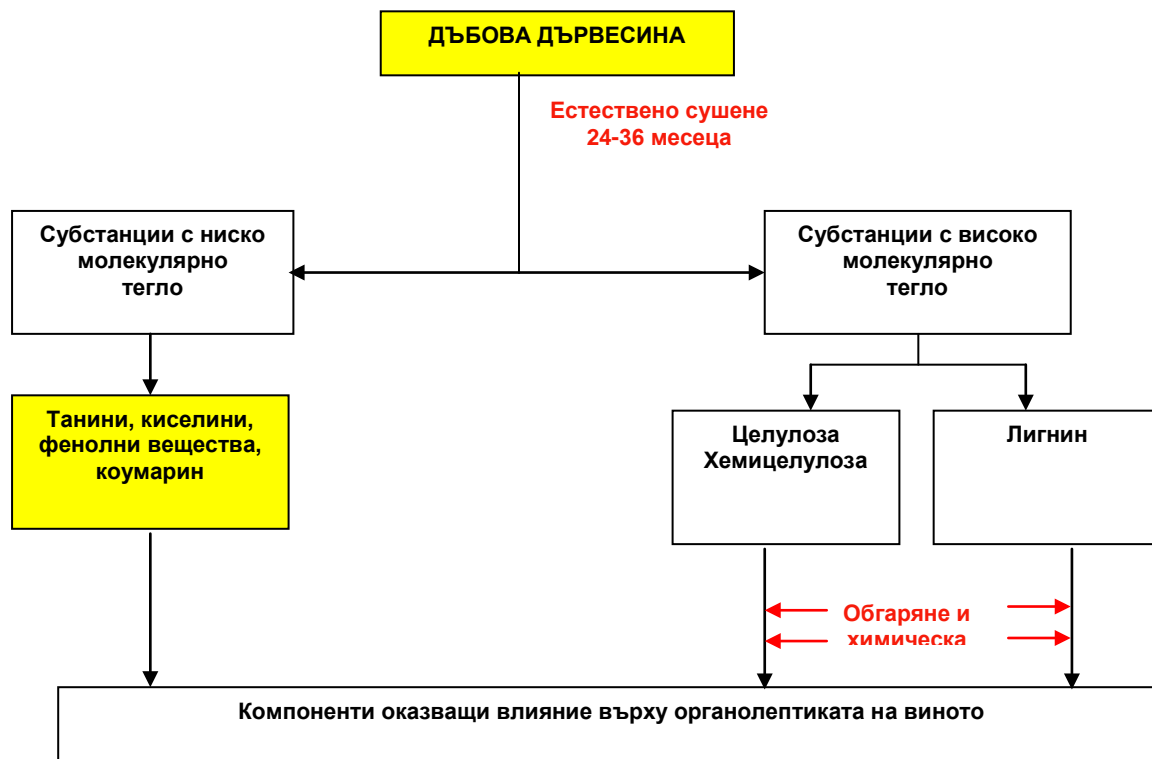 ДЪБОВА ДЪРВЕСИНА
Естествено сушене
24-36 месеца
Субстанции с ниско
молекулярно
тегло
Субстанции с високо
молекулярно
тегло
Танини, киселини,
фенолни вещества,
коумарин
Целулоза
Хемицелулоза
Лигнин
Обгаряне и
химическа
Компоненти оказващи влияние върху органолептиката на виното